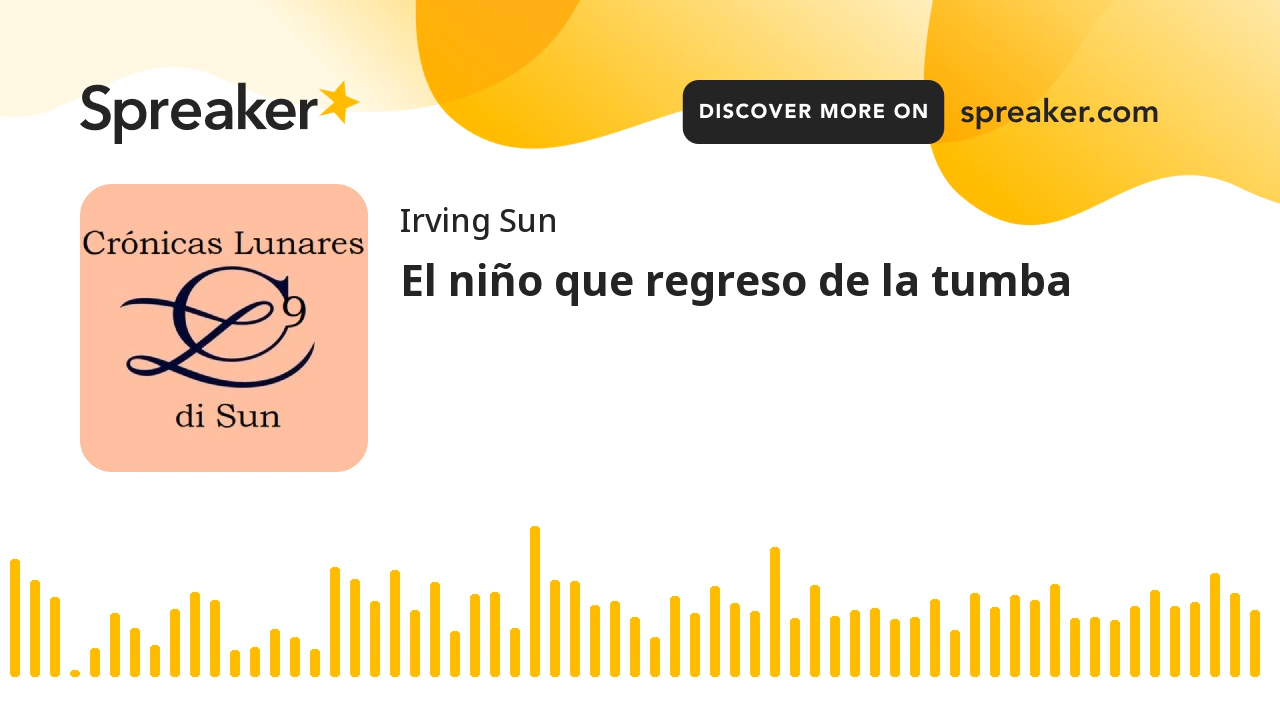 Spreaker
DISCOVER MORE ON
spreaker.com
Crónicas Lunares
di Sun
Irving Sun
El niño que regreso de la tumba